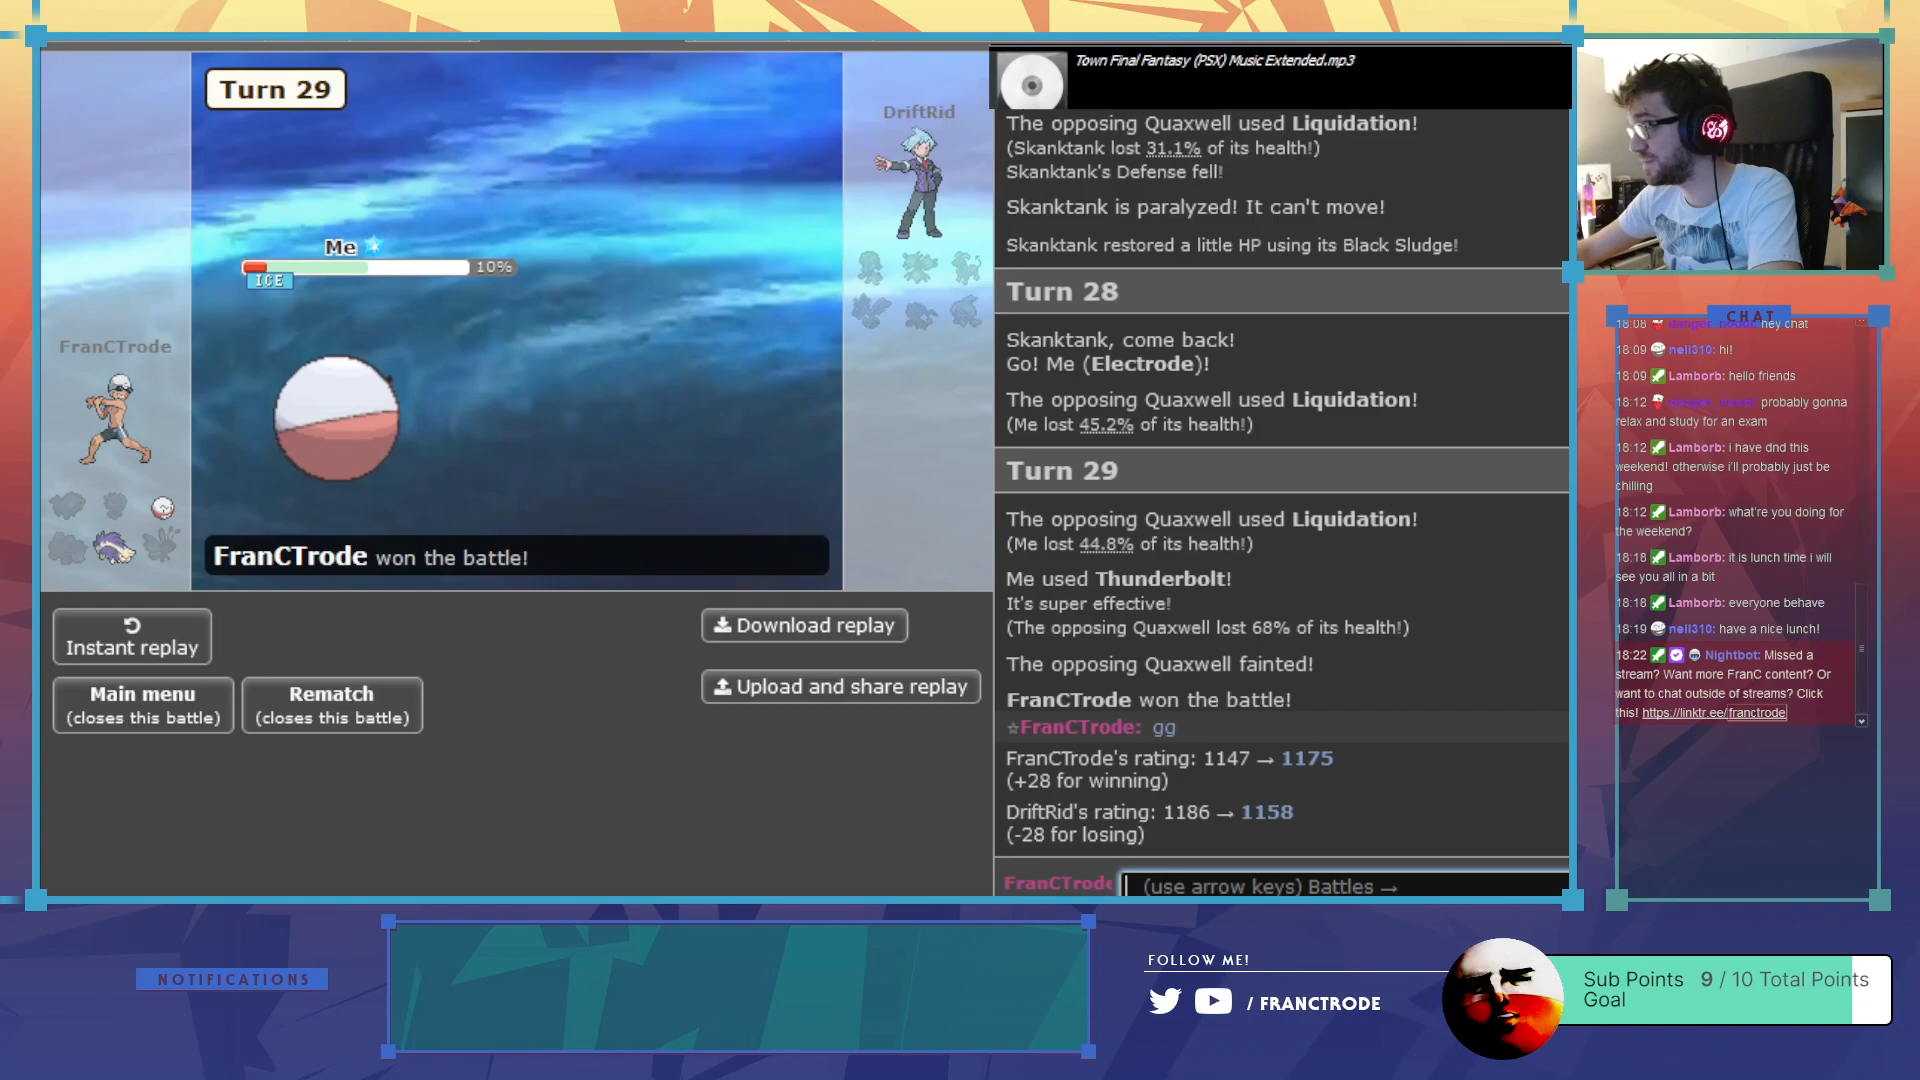 Turn 29
Me
10%
ICE
FranCTrode
DriftRid
FranCTrode won the battle!
Instant replay
Main menu
(closes this battle)
Rematch
(closes this battle)
Download replay
Upload and share replay
Town Final Fantasy (PSX) Music Extended.mp3
The opposing Quaxwell used Liquidation!
(Skanktank lost 31.1% of its health!)
Skanktank's Defense fell!
Skanktank is paralyzed! It can't move!
Skanktank restored a little HP using its Black Sludge!
Turn 28
Skanktank, come back!
Go! Me (Electrode)!
The opposing Quaxwell used Liquidation!
(Me lost 45.2% of its health!)
Turn 29
The opposing Quaxwell used Liquidation!
(Me lost 44.8% of its health!)
Me used Thunderbolt!
It's super effective!
(The opposing Quaxwell lost 68% of its health!)
The opposing Quaxwell fainted!
FranCTrode won the battle!
☆FranCTrode: gg
FranCTrode's rating: 1147 → 1175
(+28 for winning)
DriftRid's rating: 1186 → 1158
(-28 for losing)
FranCTrode
(use arrow keys) Battles →
CHAT
18:08 hey chat
18:09 nell310: hi!
18:09 Lamborb: hello friends
18:12 probably gonna
relax and study for an exam
18:12 Lamborb: i have dnd this
weekend! otherwise i'll probably just be
chilling
18:12 Lamborb: what're you doing for
the weekend?
18:18 Lamborb: it is lunch time i will
see you all in a bit
18:18 Lamborb: everyone behave
18:19 nell310: have a nice lunch!
18:22 Nightbot: Missed a
stream? Want more FranC content? Or
want to chat outside of streams? Click
this! https://linktr.ee/franctrode
NOTIFICATIONS
FOLLOW ME!
/ FRANCTRODE
Sub Points Goal
9 / 10 Total Points